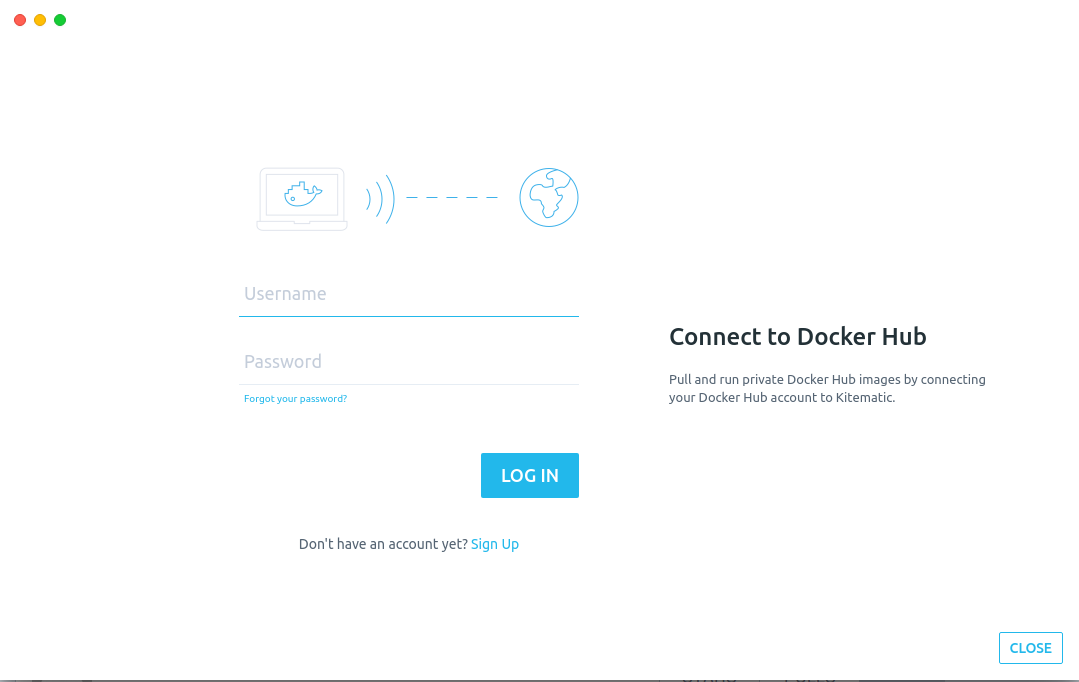 Username
Password
Forgot your password?
LOG IN
Don't have an account yet? Sign Up
Connect to Docker Hub
Pull and run private Docker Hub images by connecting
your Docker Hub account to Kitematic.
CLOSE